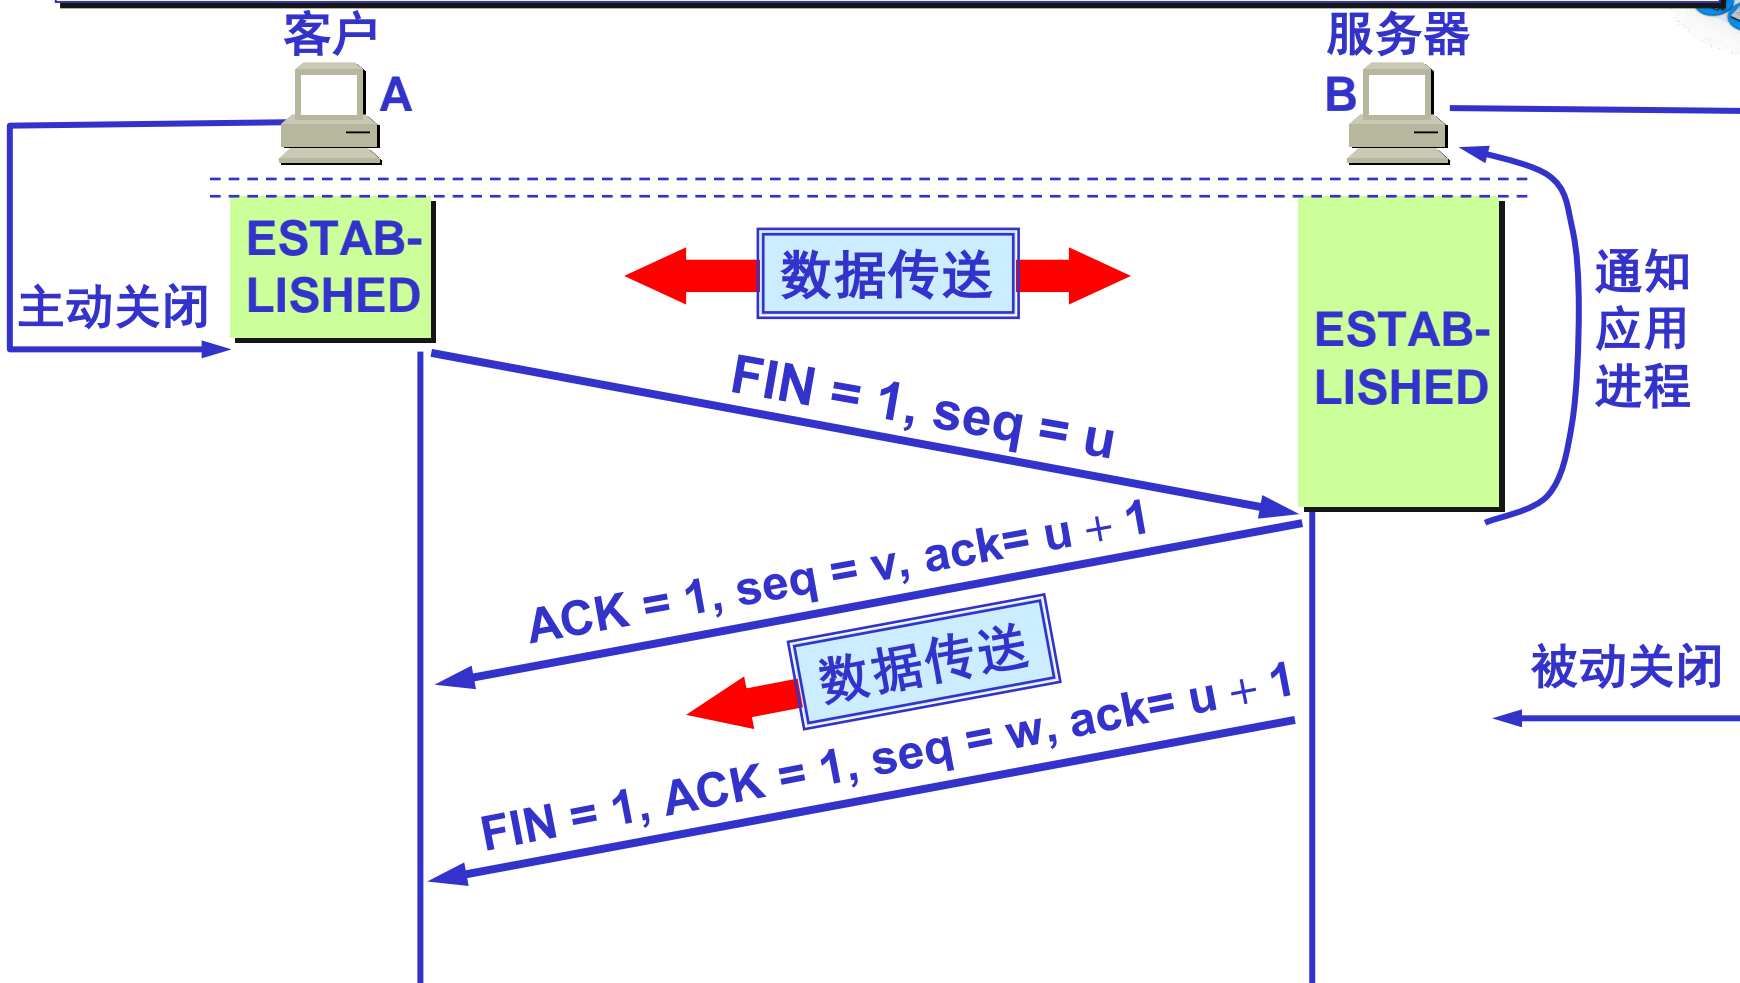 客户
服务器
A
B
ESTAB-
LISHED
数据传送
主动关闭
ESTAB-
LISHED
通知
应用
进程
FIN = 1, seq = u
ACK = 1, seq = v, ack= u + 1
数据传送
被动关闭
FIN = 1, ACK = 1, seq = w, ack= u + 1